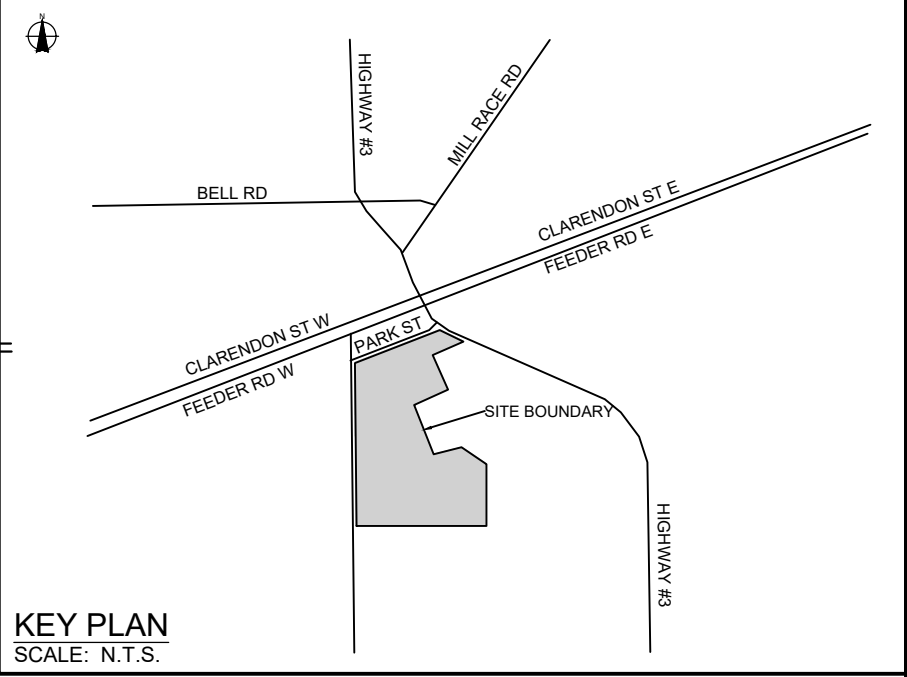 N
HIGHWAY #3
MILL RACE RD
BELL RD
CLARENDON ST E
FEEDER RD E
CLARENDON ST W
PARK ST
FEEDER RD W
SITE BOUNDARY
HIGHWAY #3
KEY PLAN
SCALE: N.T.S.